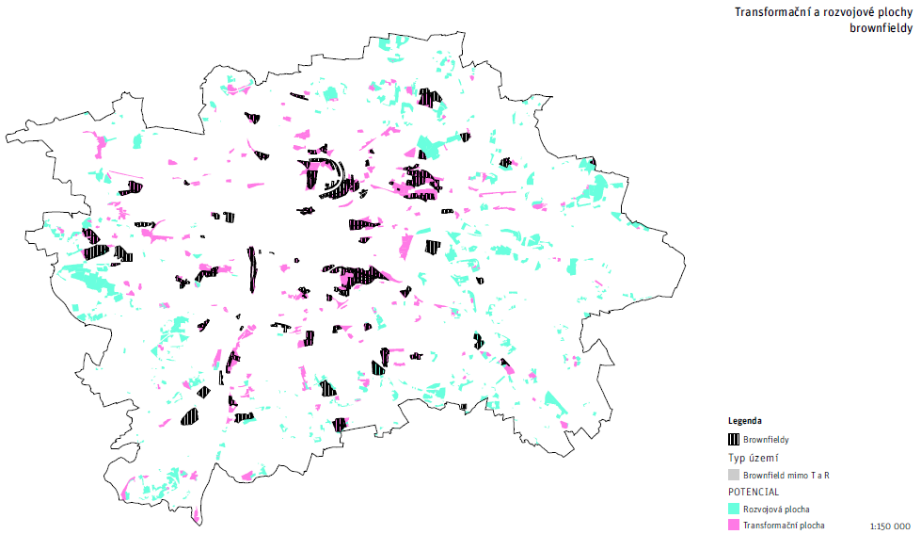 Transformační a rozvojové plochy
brownfieldy
Legenda
Brownfieldy
Typ území
Brownfield mimo T a R
POTENCIAL
Rozvojová plocha
Transformační plocha
1:150 000